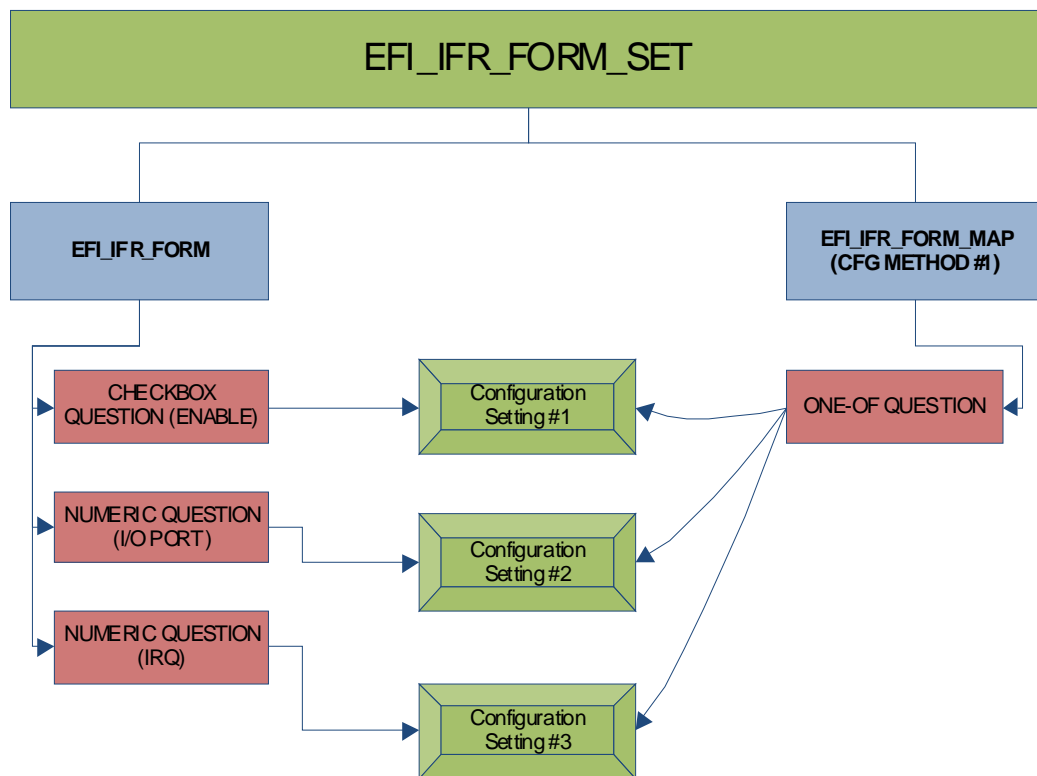 EFI_IFR_FORM_SET
EFI_IFR_FORM
EFI_IFR_FORM_MAP
(CFG METHOD #1)
CHECKBOX
QUESTION (ENABLE)
Configuration
Setting #1
ONE-OF QUESTION
NUMERIC QUESTION
(I/O PORT)
Configuration
Setting #2
NUMERIC QUESTION
(IRQ)
Configuration
Setting #3